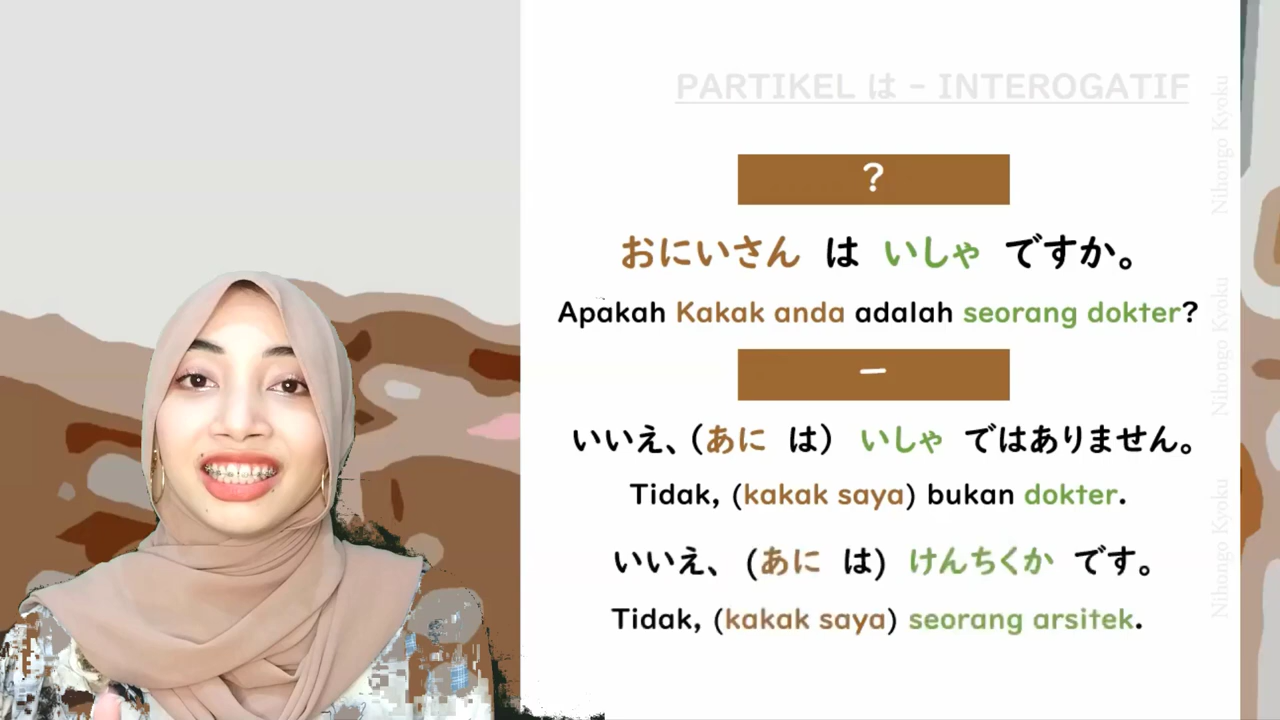 PARTIKEL は - INTEROGATIF
?
おにいさん は いしゃ ですか。
Apakah Kakak anda adalah seorang dokter?
−
いいえ、(あに は) いしゃ ではありません。
Tidak, (kakak saya) bukan dokter.
いいえ、 (あに は) けんちくか です。
Tidak, (kakak saya) seorang arsitek.
Nihongo Kyoku
Nihongo Kyoku
Nihongo Kyoku